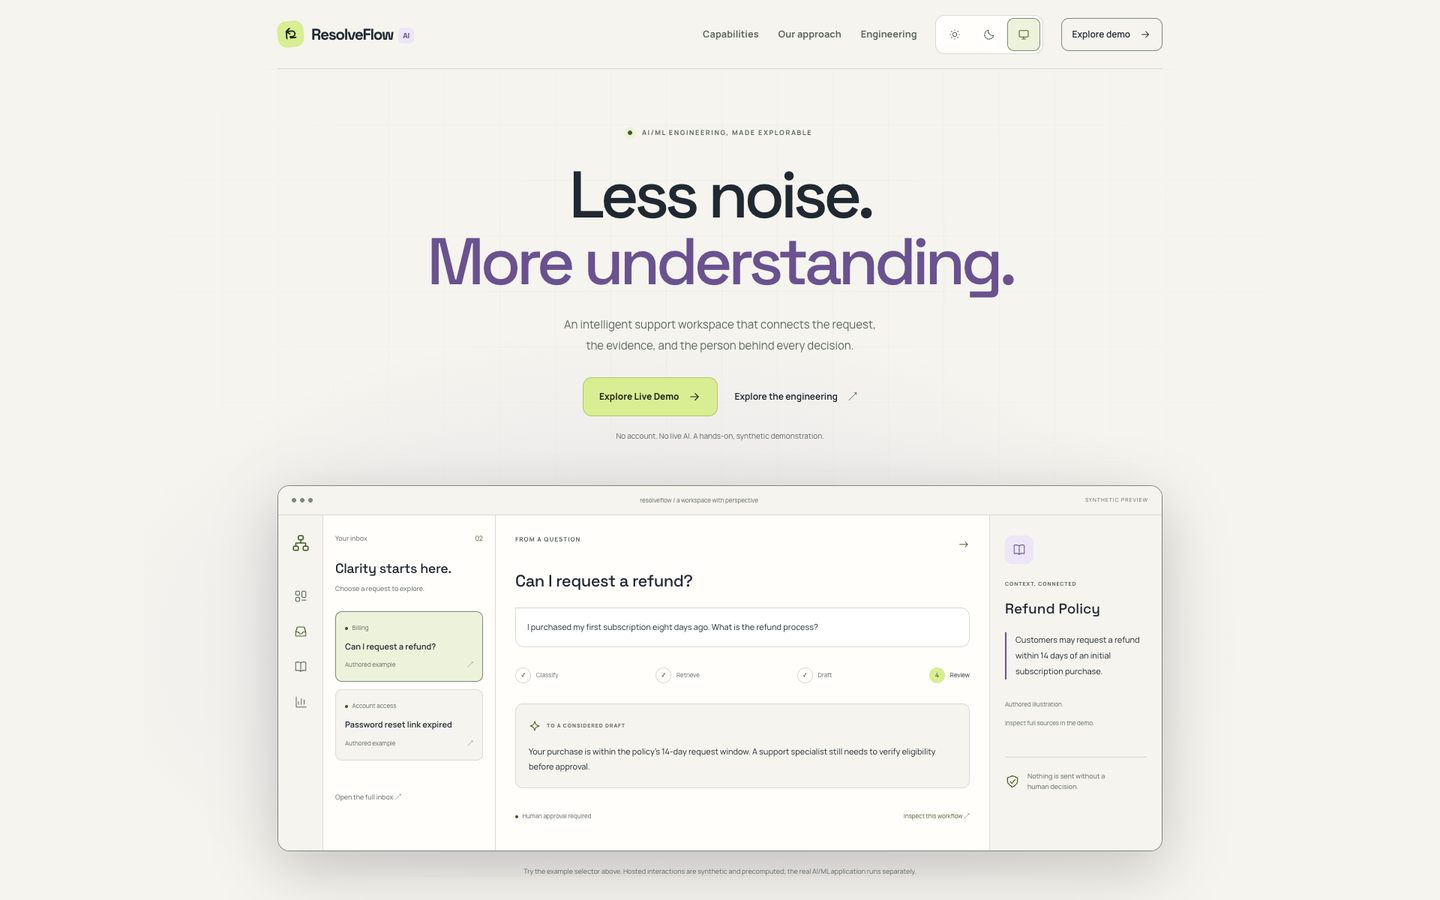 ResolveFlow AI
Capabilities
Our approach
Engineering
Explore demo →
AI/ML ENGINEERING, MADE EXPLORABLE
Less noise.
More understanding.
An intelligent support workspace that connects the request,
the evidence, and the person behind every decision.
Explore Live Demo →
Explore the engineering ↗
No account. No live AI. A hands-on, synthetic demonstration.
resolveflow / a workspace with perspective
SYNTHETIC PREVIEW
Your inbox 02
Clarity starts here.
Choose a request to explore.
Billing
Can I request a refund?
Authored example ↗
Account access
Password reset link expired
Authored example ↗
Open the full inbox ↗
FROM A QUESTION →
Can I request a refund?
I purchased my first subscription eight days ago. What is the refund process?
✓ Classify
✓ Retrieve
✓ Draft
4 Review
TO A CONSIDERED DRAFT
Your purchase is within the policy's 14-day request window. A support specialist still needs to verify eligibility
before approval.
Human approval required
Inspect this workflow ↗
CONTEXT, CONNECTED
Refund Policy
Customers may request a refund
within 14 days of an initial
subscription purchase.
Authored illustration.
Inspect full sources in the demo.
Nothing is sent without a
human decision.
Try the example selector above. Hosted interactions are synthetic and precomputed; the real AI/ML application runs separately.